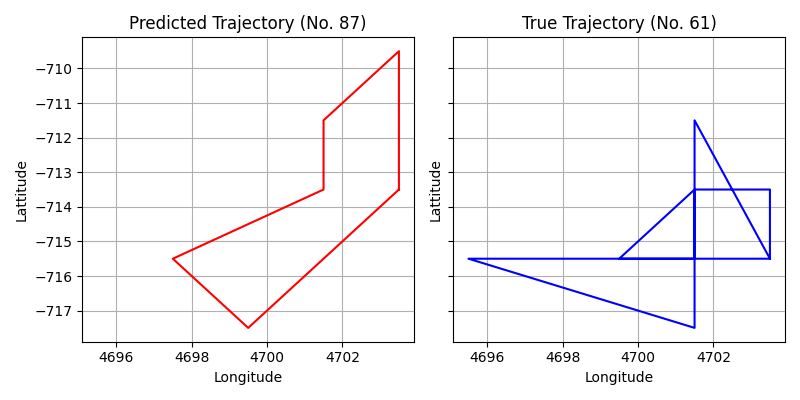 Predicted Trajectory (No. 87)
−710
−711
−712
−713
−714
−715
−716
−717
Lattitude
4696 4698 4700 4702
Longitude
True Trajectory (No. 61)
Lattitude
4696 4698 4700 4702
Longitude